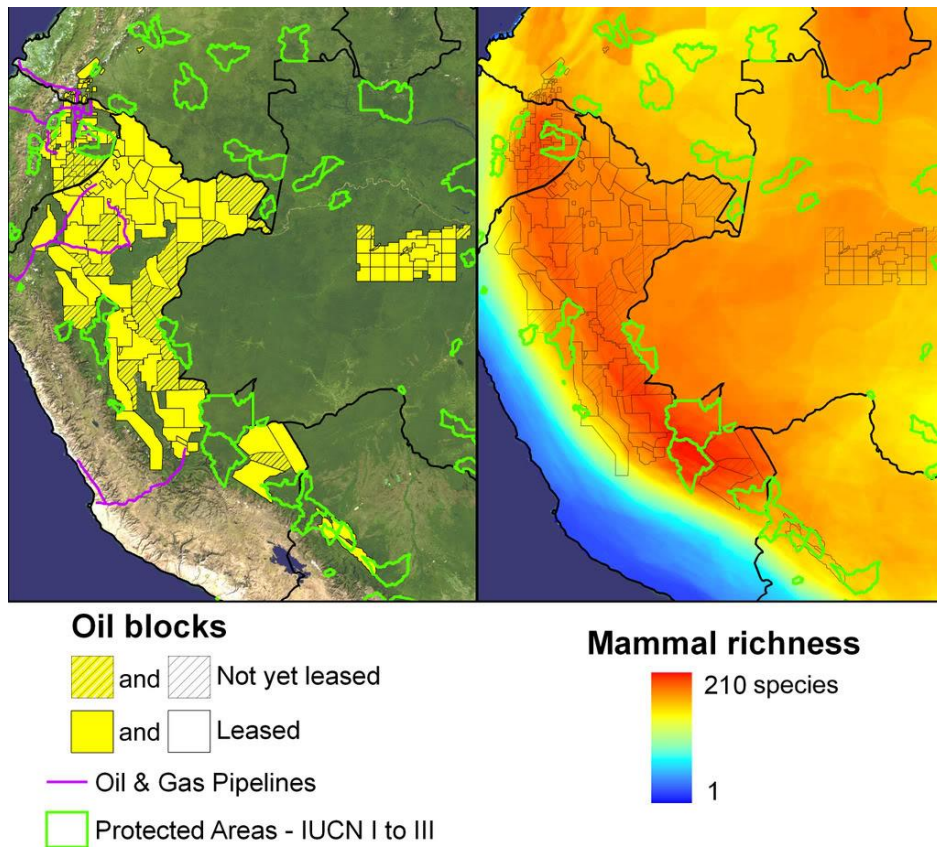 Oil blocks
and Not yet leased
and Leased
Oil & Gas Pipelines
Protected Areas - IUCN I to III
Mammal richness
210 species
1